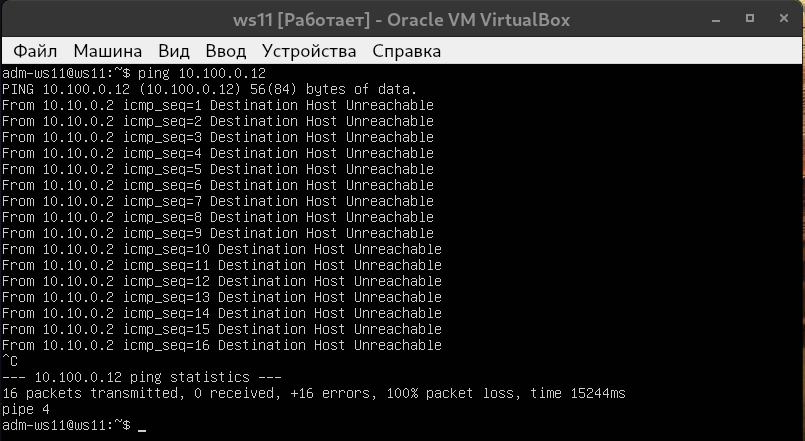 ws11 [Работает] - Oracle VM VirtualBox
Файл Машина Вид Ввод Устройства Справка
adm-ws11@ws11:~$ ping 10.100.0.12
PING 10.100.0.12 (10.100.0.12) 56(84) bytes of data.
From 10.10.0.2 icmp_seq=1 Destination Host Unreachable
From 10.10.0.2 icmp_seq=2 Destination Host Unreachable
From 10.10.0.2 icmp_seq=3 Destination Host Unreachable
From 10.10.0.2 icmp_seq=4 Destination Host Unreachable
From 10.10.0.2 icmp_seq=5 Destination Host Unreachable
From 10.10.0.2 icmp_seq=6 Destination Host Unreachable
From 10.10.0.2 icmp_seq=7 Destination Host Unreachable
From 10.10.0.2 icmp_seq=8 Destination Host Unreachable
From 10.10.0.2 icmp_seq=9 Destination Host Unreachable
From 10.10.0.2 icmp_seq=10 Destination Host Unreachable
From 10.10.0.2 icmp_seq=11 Destination Host Unreachable
From 10.10.0.2 icmp_seq=12 Destination Host Unreachable
From 10.10.0.2 icmp_seq=13 Destination Host Unreachable
From 10.10.0.2 icmp_seq=14 Destination Host Unreachable
From 10.10.0.2 icmp_seq=15 Destination Host Unreachable
From 10.10.0.2 icmp_seq=16 Destination Host Unreachable
^C
--- 10.100.0.12 ping statistics ---
16 packets transmitted, 0 received, +16 errors, 100% packet loss, time 15244ms
pipe 4
adm-ws11@ws11:~$ _